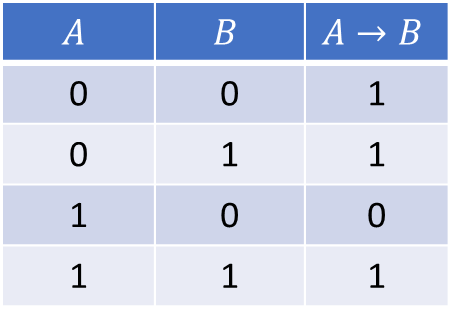 A B A → B
0 0 1
0 1 1
1 0 0
1 1 1